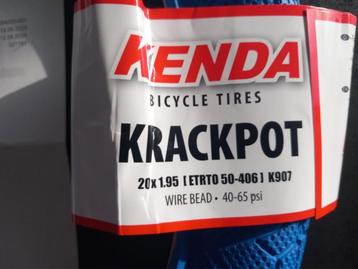 KENDA
BICYCLE TIRES
KRACKPOT
20x1.95 [ETRTO 50-406] K907
WIRE BEAD • 40-65 psi